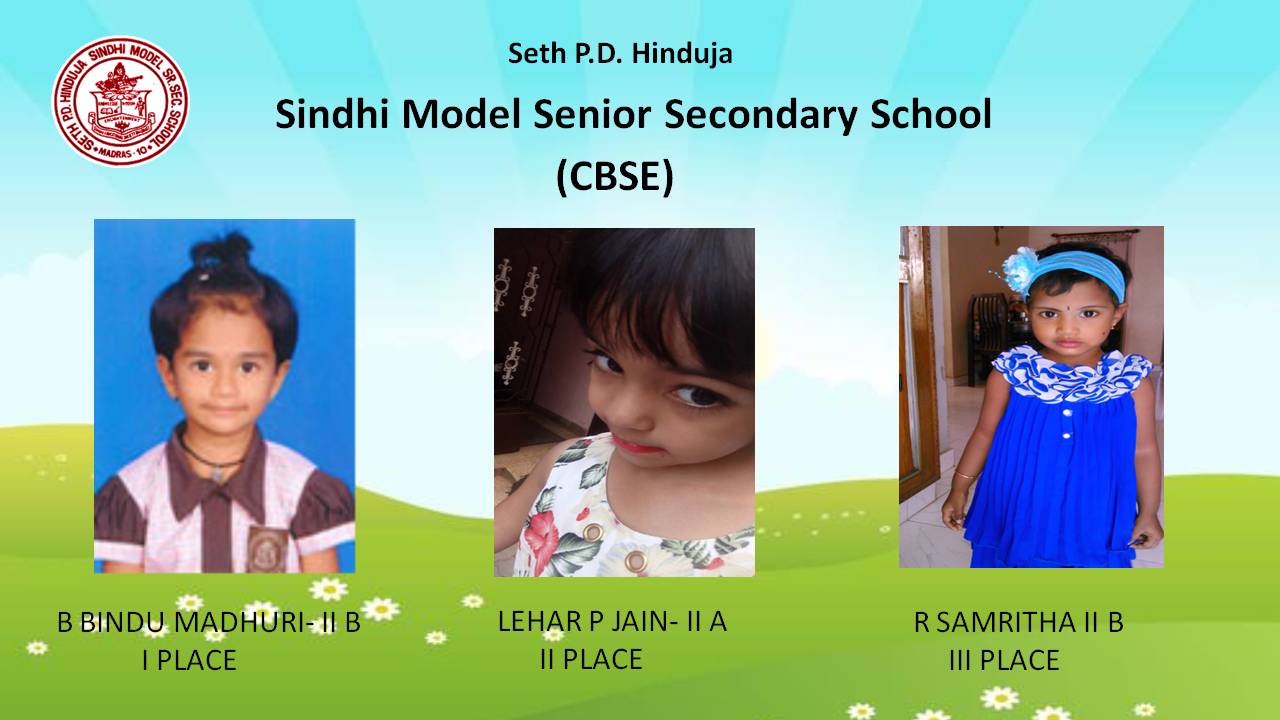 SETH P.D. HINDUJA SINDHI MODEL SR.SEC. SCHOOL
MADRAS-10
Seth P.D. Hinduja
Sindhi Model Senior Secondary School
(CBSE)
B BINDU MADHURI- II B
I PLACE
LEHAR P JAIN- II A
II PLACE
R SAMRITHA II B
III PLACE